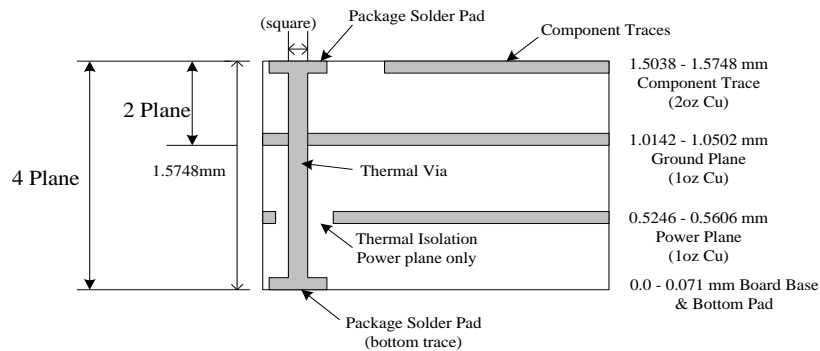 Package Solder Pad
(square)
Component Traces
1.5038 - 1.5748 mm
Component Trace
(2oz Cu)
2 Plane
1.0142 - 1.0502 mm
Ground Plane
(1oz Cu)
4 Plane
1.5748mm
Thermal Via
0.5246 - 0.5606 mm
Power Plane
(1oz Cu)
Thermal Isolation
Power plane only
0.0 - 0.071 mm Board Base
& Bottom Pad
Package Solder Pad
(bottom trace)